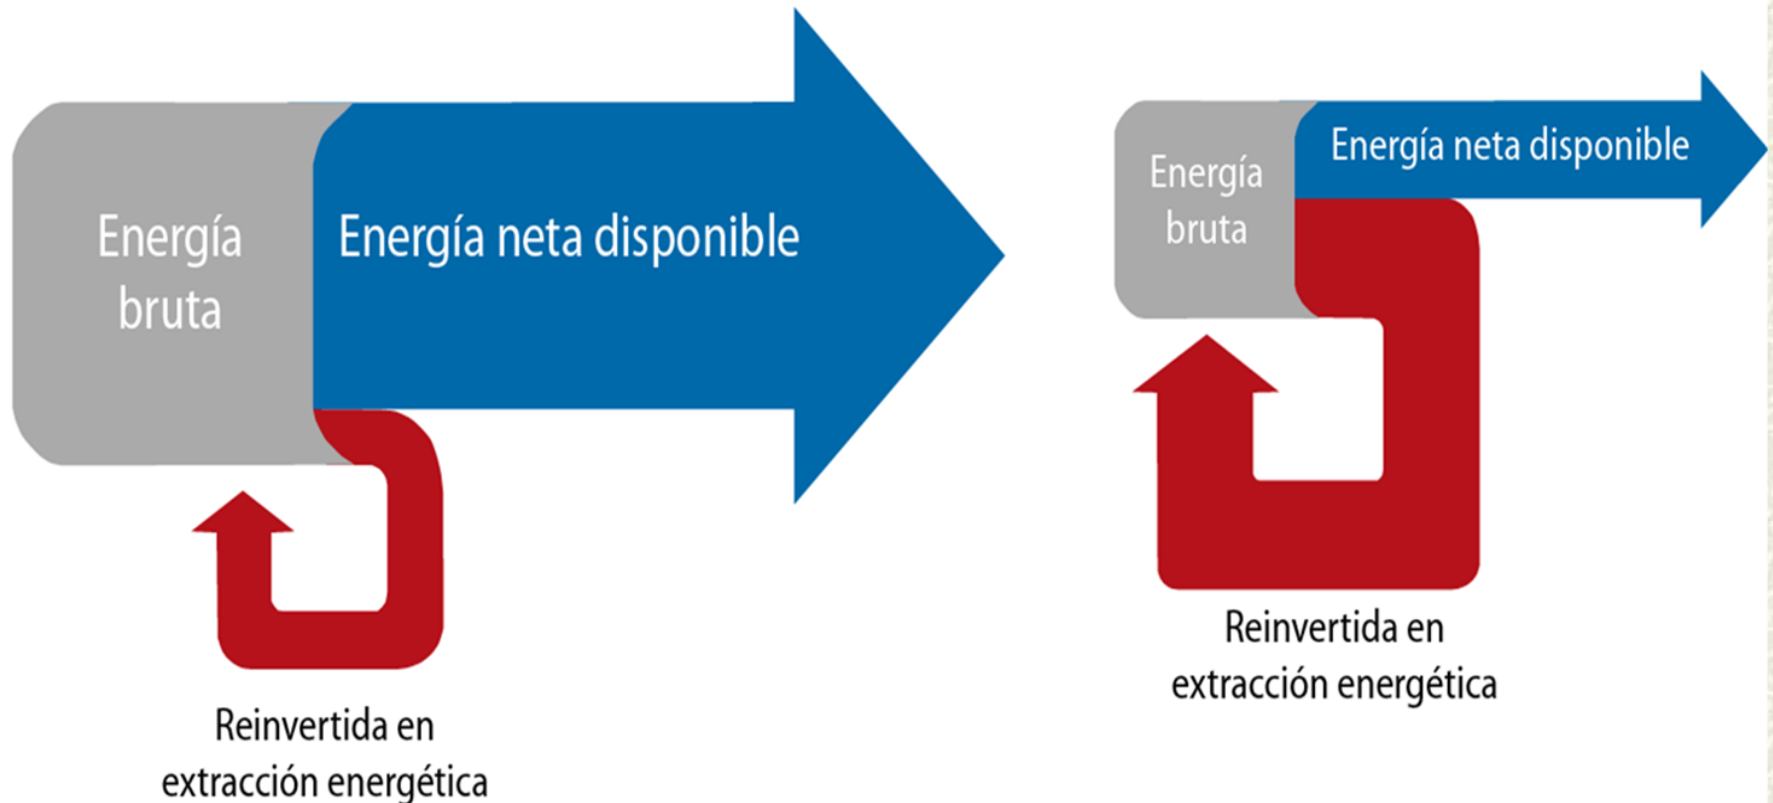 Energía
bruta
Energía neta disponible
Reinvertida en
extracción energética
Energía
bruta
Energía neta disponible
Reinvertida en
extracción energética